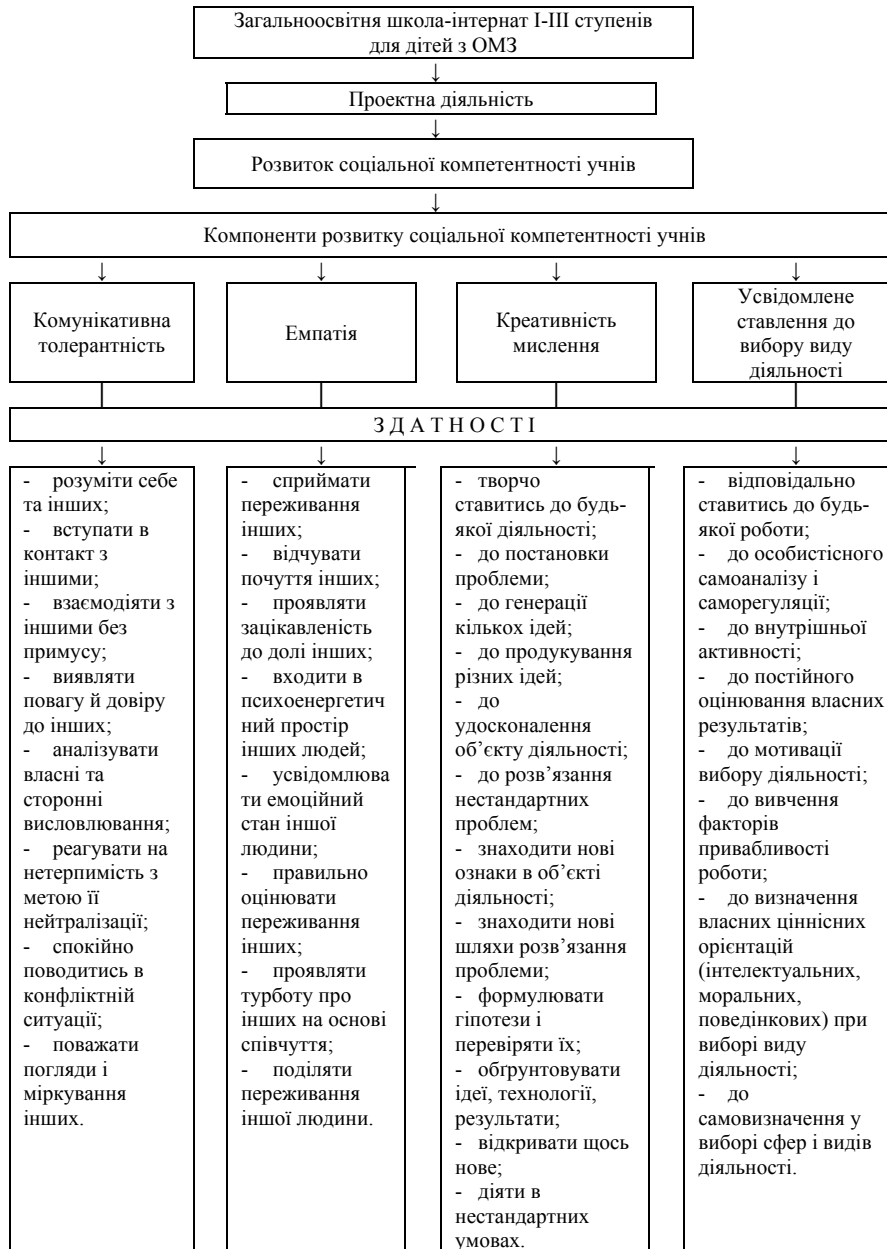 Загальноосвітня школа-інтернат І-ІІІ ступенів
для дітей з ОМЗ
↓
Проектна діяльність
↓
Розвиток соціальної компетентності учнів
↓
Компоненти розвитку соціальної компетентності учнів
↓ ↓ ↓ ↓
Комунікативна
толерантність
Емпатія
Креативність
мислення
Усвідомлене
ставлення до
вибору виду
діяльності
З Д А Т Н О С Т І
↓ ↓ ↓ ↓
- розуміти себе
та інших;
- вступати в
контакт з
іншими;
- взаємодіяти з
іншими без
примусу;
- виявляти
повагу й довіру
до інших;
- аналізувати
власні та
сторонні
висловлювання;
- реагувати на
нетерпимість з
метою її
нейтралізації;
- спокійно
поводитись в
конфліктній
ситуації;
- поважати
погляди і
міркування
інших.
- сприймати
переживання
інших;
- відчувати
почуття інших;
- проявляти
зацікавленість
до долі інших;
- входити в
психоенергетич
ний простір
інших людей;
- усвідомлюва
ти емоційний
стан іншої
людини;
- правильно
оцінювати
переживання
інших;
- проявляти
турботу про
інших на основі
співчуття;
- поділяти
переживання
іншої людини.
- творчо
ставитись до будь-
якої діяльності;
- до постановки
проблеми;
- до генерації
кількох ідей;
- до продукування
різних ідей;
- до
удосконалення
об’єкту діяльності;
- до розв’язання
нестандартних
проблем;
- знаходити нові
ознаки в об’єкті
діяльності;
- знаходити нові
шляхи розв’язання
проблеми;
- формулювати
гіпотези і
перевіряти їх;
- обґрунтовувати
ідеї, технології,
результати;
- відкривати щось
нове;
- діяти в
нестандартних
умовах.
- відповідально
ставитись до будь-
якої роботи;
- до особистісного
самоаналізу і
саморегуляції;
- до внутрішньої
активності;
- до постійного
оцінювання власних
результатів;
- до мотивації
вибору діяльності;
- до вивчення
факторів
привабливості
роботи;
- до визначення
власних ціннісних
орієнтацій
(інтелектуальних,
моральних,
поведінкових) при
виборі виду
діяльності;
- до
самовизначення у
виборі сфер і видів
діяльності.